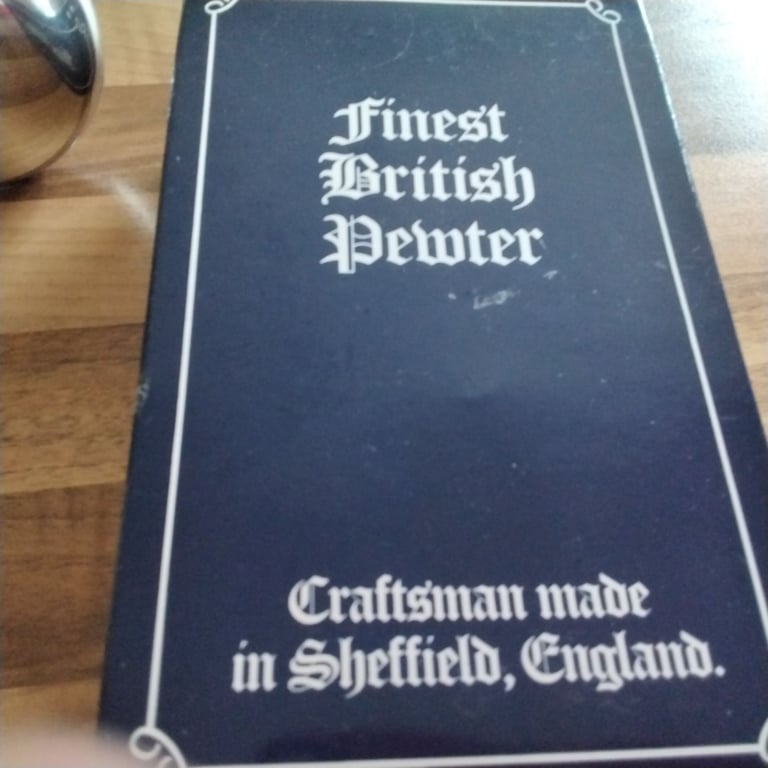 Finest
British
Pewter
Craftsman made
in Sheffield, England.